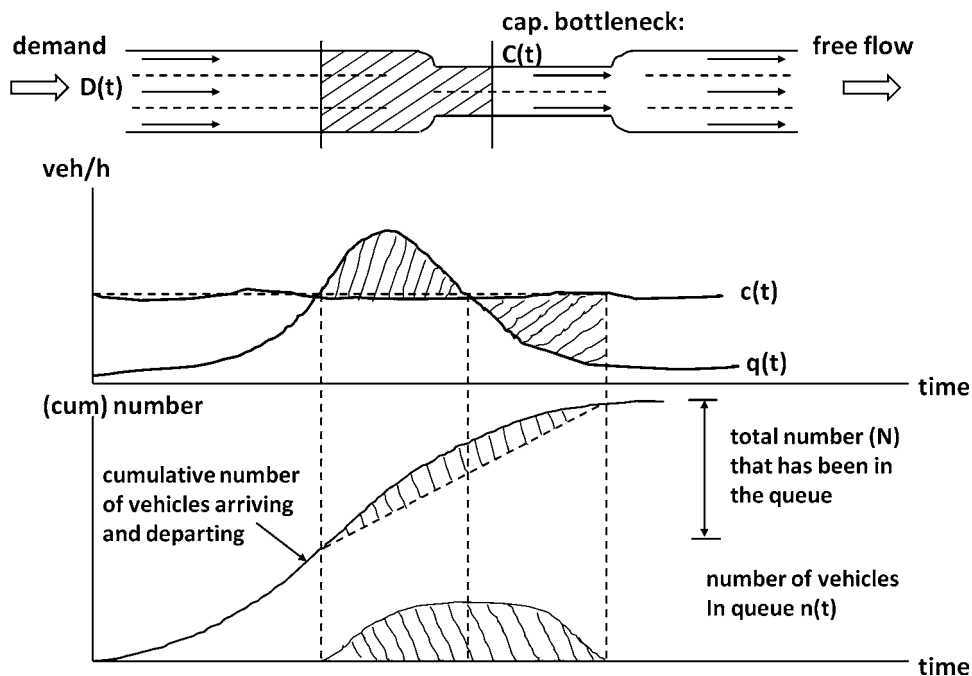 cap. bottleneck:
demand
C(t)
free flow
D(t)
veh/h
c(t)
q(t)
time
(cum) number
total number (N)
that has been in
the queue
cumulative number
of vehicles arriving
and departing
number of vehicles
In queue n(t)
time